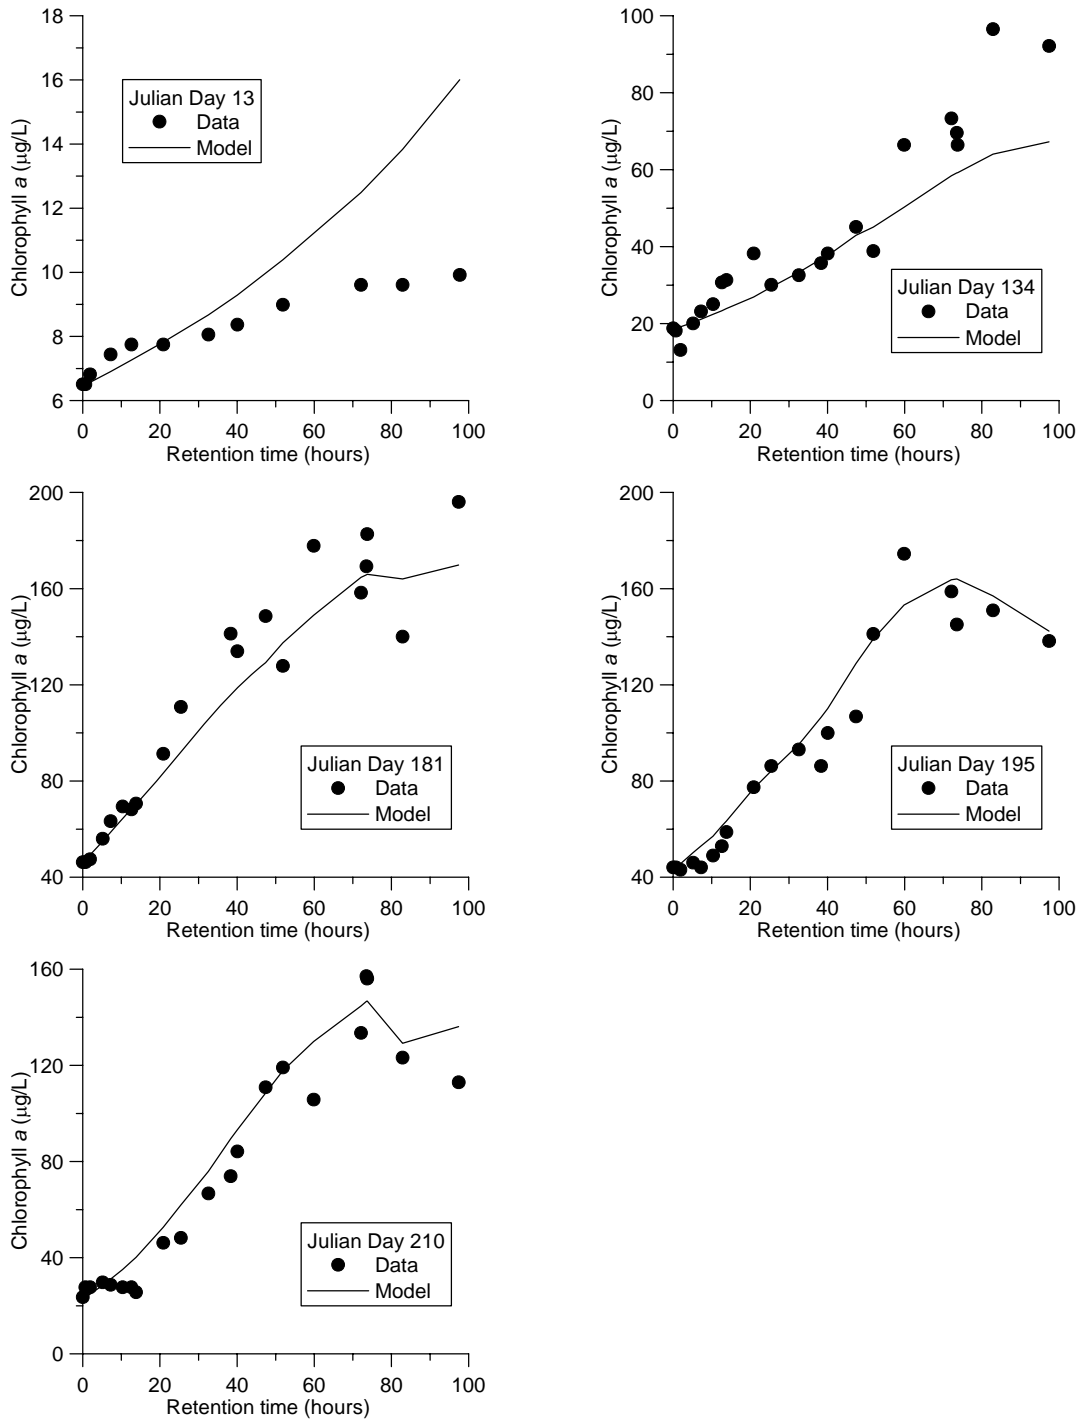 18
16
14
12
10
8
6
Chlorophyll a (µg/L)
Julian Day 13
Data
Model
0 20 40 60 80 100
Retention time (hours)
100
80
60
40
20
0
Chlorophyll a (µg/L)
Julian Day 134
Data
Model
0 20 40 60 80 100
Retention time (hours)
200
160
120
80
40
Chlorophyll a (µg/L)
Julian Day 181
Data
Model
0 20 40 60 80 100
Retention time (hours)
200
160
120
80
40
Chlorophyll a (µg/L)
Julian Day 195
Data
Model
0 20 40 60 80 100
Retention time (hours)
160
120
80
40
0
Chlorophyll a (µg/L)
Julian Day 210
Data
Model
0 20 40 60 80 100
Retention time (hours)